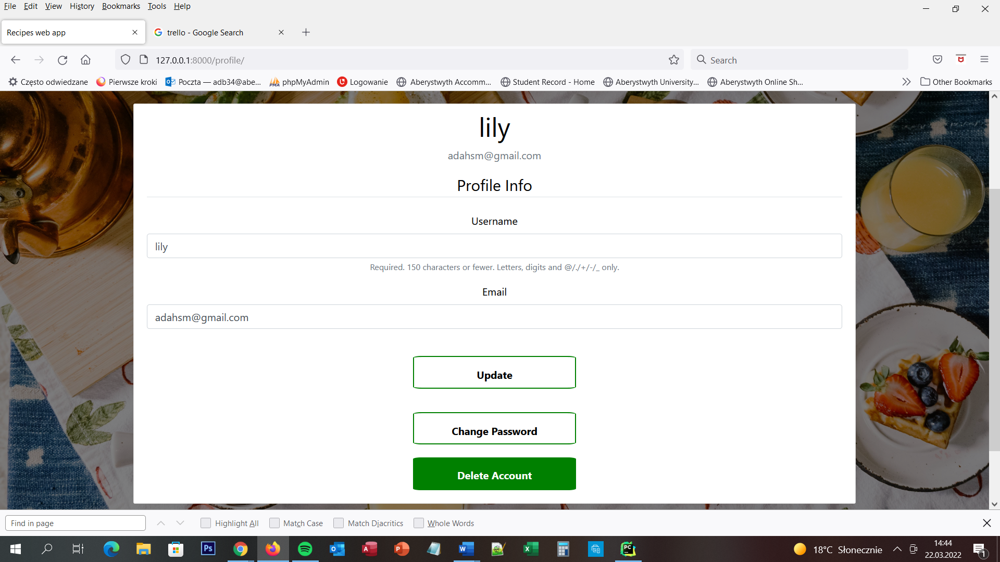 File Edit View History Bookmarks Tools Help
Recipes web app
trello - Google Search
127.0.0.1:8000/profile/
Search
Często odwiedzane
Pierwsze kroki
Poczta — adb34@abe...
phpMyAdmin
Logowanie
Aberystwyth Accomm...
Student Record - Home
Aberystwyth University...
Aberystwyth Online Sh...
Other Bookmarks
lily
adahsm@gmail.com
Profile Info
Username
lily
Required. 150 characters or fewer. Letters, digits and @/./+/-/_ only.
Email
adahsm@gmail.com
Update
Change Password
Delete Account
Find in page
Highlight All
Match Case
Match Diacritics
Whole Words
18°C Słonecznie
14:44
22.03.2022
1